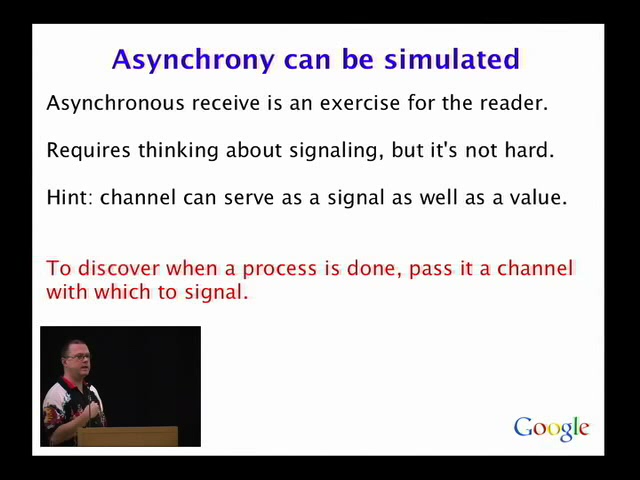 Asynchrony can be simulated
Asynchronous receive is an exercise for the reader.
Requires thinking about signaling, but it's not hard.
Hint: channel can serve as a signal as well as a value.
To discover when a process is done, pass it a channel
with which to signal.
Google